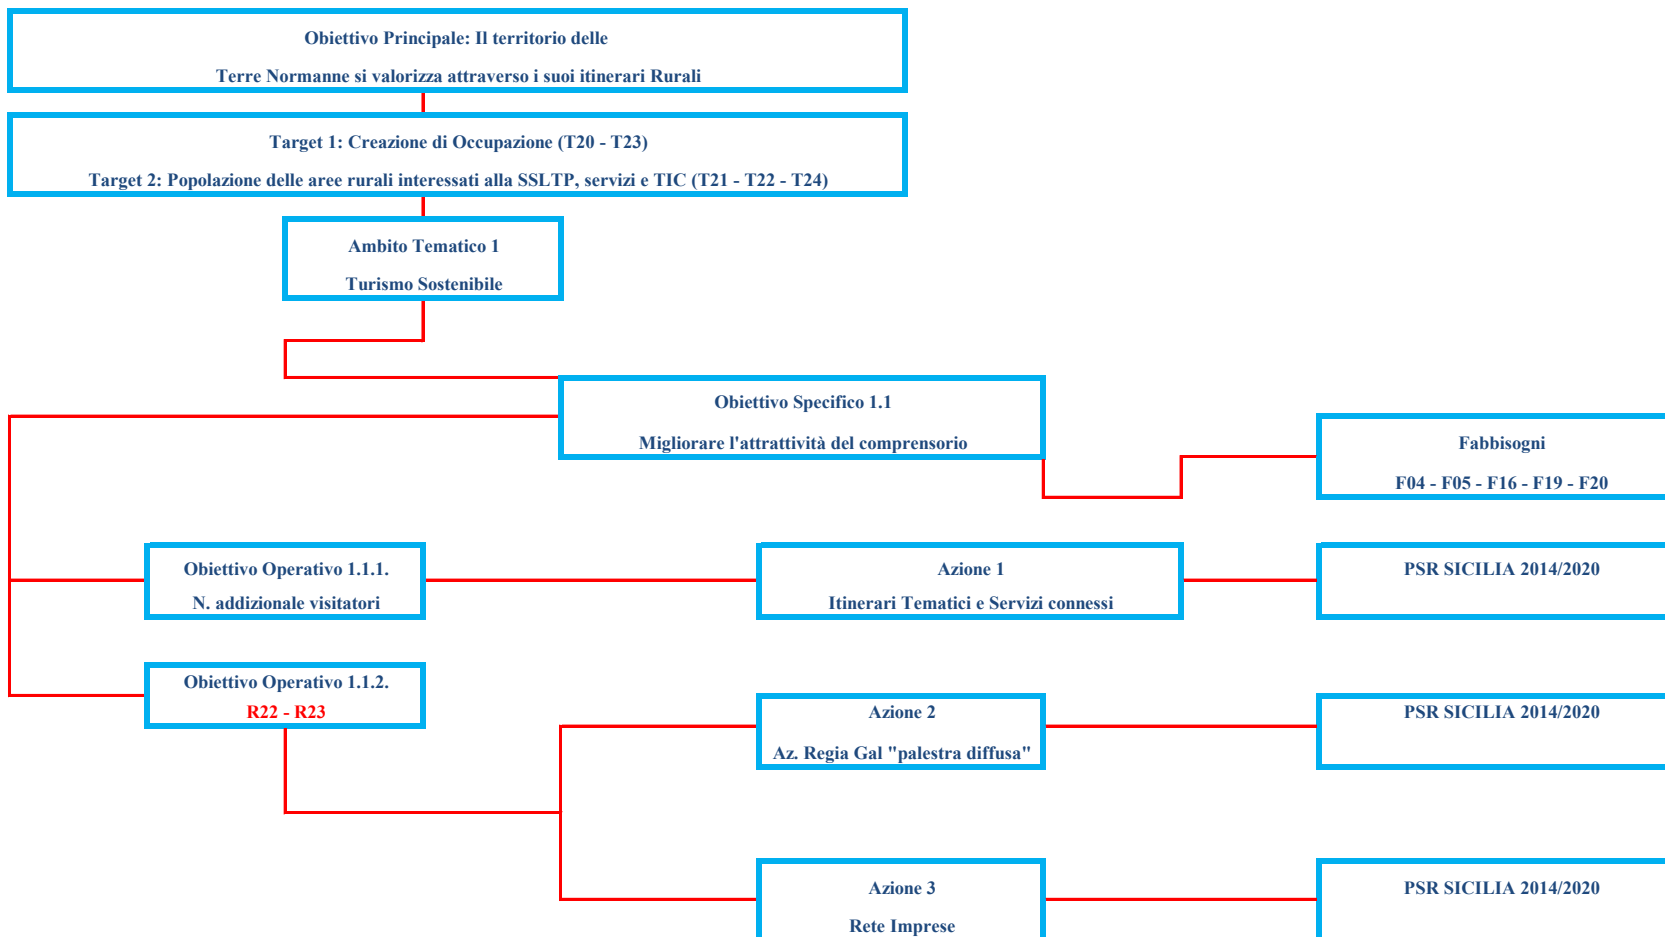 Obiettivo Principale: Il territorio delle
Terre Normanne si valorizza attraverso i suoi itinerari Rurali
Target 1: Creazione di Occupazione (T20 - T23)
Target 2: Popolazione delle aree rurali interessati alla SSLTP, servizi e TIC (T21 - T22 - T24)
Ambito Tematico 1
Turismo Sostenibile
Obiettivo Specifico 1.1
Migliorare l'attrattività del comprensorio
Fabbisogni
F04 - F05 - F16 - F19 - F20
Obiettivo Operativo 1.1.1.
N. addizionale visitatori
Azione 1
Itinerari Tematici e Servizi connessi
PSR SICILIA 2014/2020
Obiettivo Operativo 1.1.2.
R22 - R23
Azione 2
Az. Regia Gal "palestra diffusa"
PSR SICILIA 2014/2020
Azione 3
Rete Imprese
PSR SICILIA 2014/2020